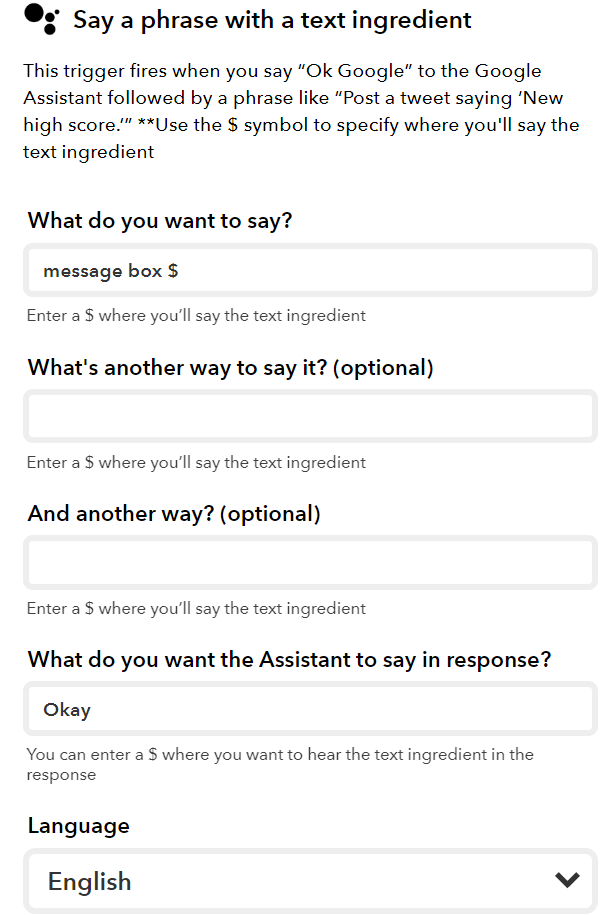 Say a phrase with a text ingredient
This trigger fires when you say “Ok Google” to the Google
Assistant followed by a phrase like “Post a tweet saying ‘New
high score.’” **Use the $ symbol to specify where you'll say the
text ingredient
What do you want to say?
message box $
Enter a $ where you’ll say the text ingredient
What's another way to say it? (optional)
Enter a $ where you’ll say the text ingredient
And another way? (optional)
Enter a $ where you’ll say the text ingredient
What do you want the Assistant to say in response?
Okay
You can enter a $ where you want to hear the text ingredient in the
response
Language
English